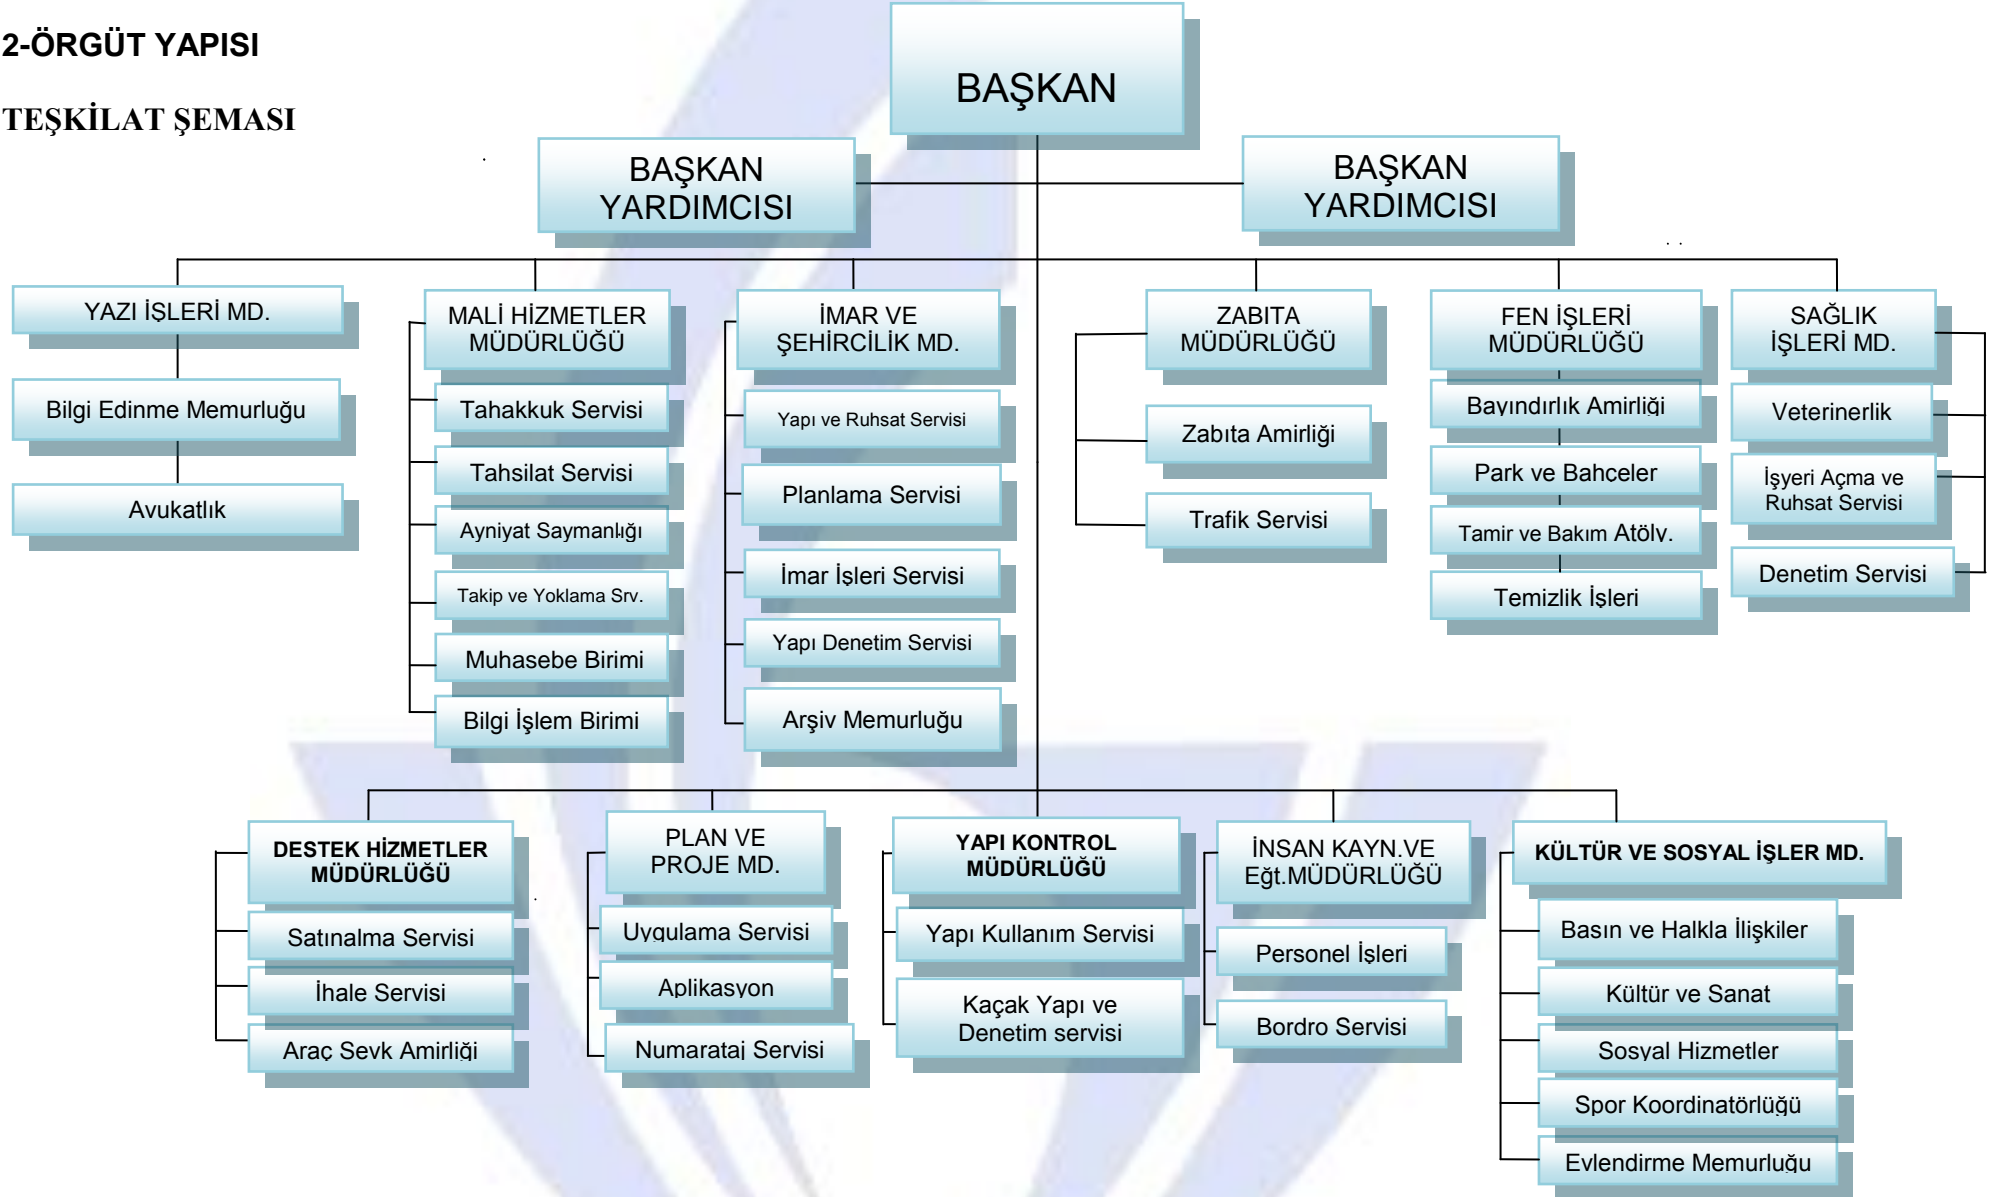 2-ÖRGÜT YAPISI
TEŞKİLAT ŞEMASI
BAŞKAN
BAŞKAN
YARDIMCISI
BAŞKAN
YARDIMCISI
YAZI İŞLERİ MD.
Bilgi Edinme Memurluğu
Avukatlık
MALİ HİZMETLER
MÜDÜRLÜĞÜ
Tahakkuk Servisi
Tahsilat Servisi
Ayniyat Saymanlığı
Takip ve Yoklama Srv.
Muhasebe Birimi
Bilgi İşlem Birimi
İMAR VE
ŞEHİRCİLİK MD.
Yapı ve Ruhsat Servisi
Planlama Servisi
İmar İşleri Servisi
Yapı Denetim Servisi
Arşiv Memurluğu
ZABITA
MÜDÜRLÜĞÜ
Zabıta Amirliği
Trafik Servisi
FEN İŞLERİ
MÜDÜRLÜĞÜ
Bayındırlık Amirliği
Park ve Bahçeler
Tamir ve Bakım Atölv.
Temizlik İşleri
SAĞLIK
İŞLERİ MD.
Veterinerlik
İşyeri Açma ve
Ruhsat Servisi
Denetim Servisi
DESTEK HİZMETLER
MÜDÜRLÜĞÜ
Satınalma Servisi
İhale Servisi
Araç Sevk Amirliği
PLAN VE
PROJE MD.
Uygulama Servisi
Aplikasyon
Numarataj Servisi
YAPI KONTROL
MÜDÜRLÜĞÜ
Yapı Kullanım Servisi
Kaçak Yapı ve
Denetim servisi
İNSAN KAYN.VE
Eğt.MÜDÜRLÜĞÜ
Personel İşleri
Bordro Servisi
KÜLTÜR VE SOSYAL İŞLER MD.
Basın ve Halkla İlişkiler
Kültür ve Sanat
Sosyal Hizmetler
Spor Koordinatörlüğü
Evlendirme Memurluğu